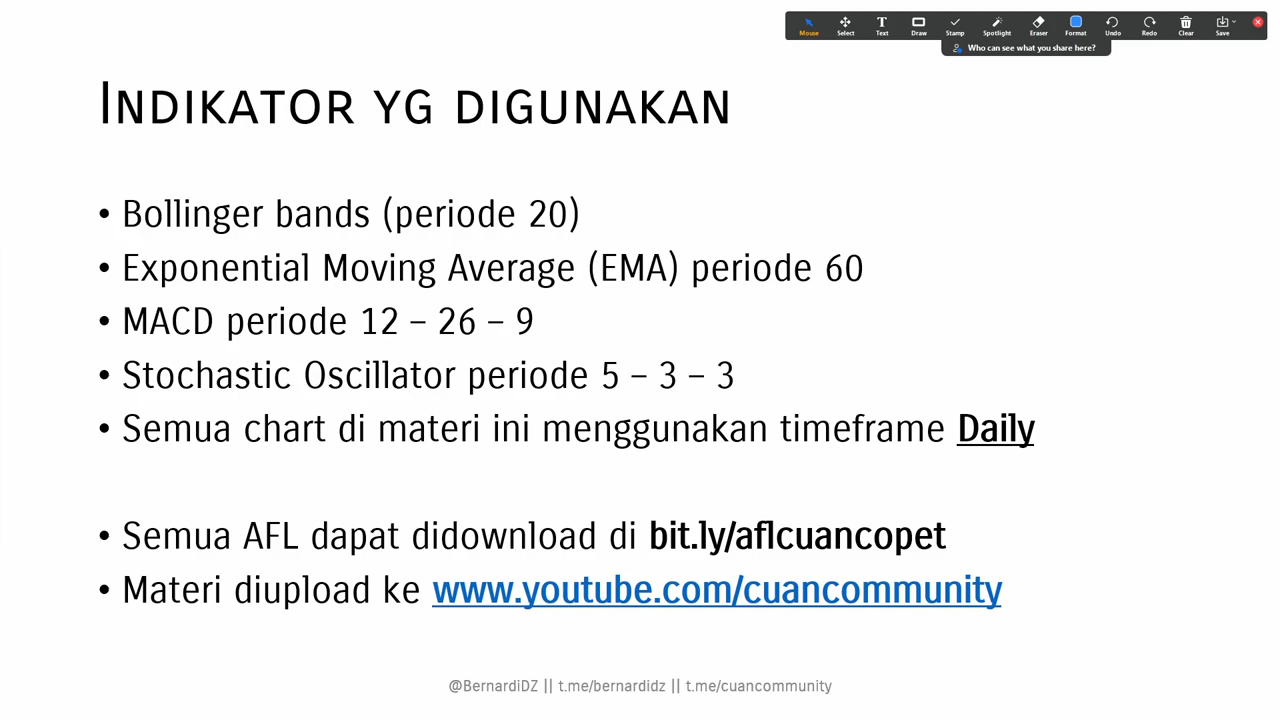 Mouse Select Text Draw Stamp Spotlight Eraser Format Undo Redo Clear Save
Who can see what you share here?
INDIKATOR YG DIGUNAKAN
• Bollinger bands (periode 20)
• Exponential Moving Average (EMA) periode 60
• MACD periode 12 – 26 – 9
• Stochastic Oscillator periode 5 – 3 – 3
• Semua chart di materi ini menggunakan timeframe Daily
• Semua AFL dapat didownload di bit.ly/aflcuancopet
• Materi diupload ke www.youtube.com/cuancommunity
@BernardiDZ || t.me/bernardidz || t.me/cuancommunity